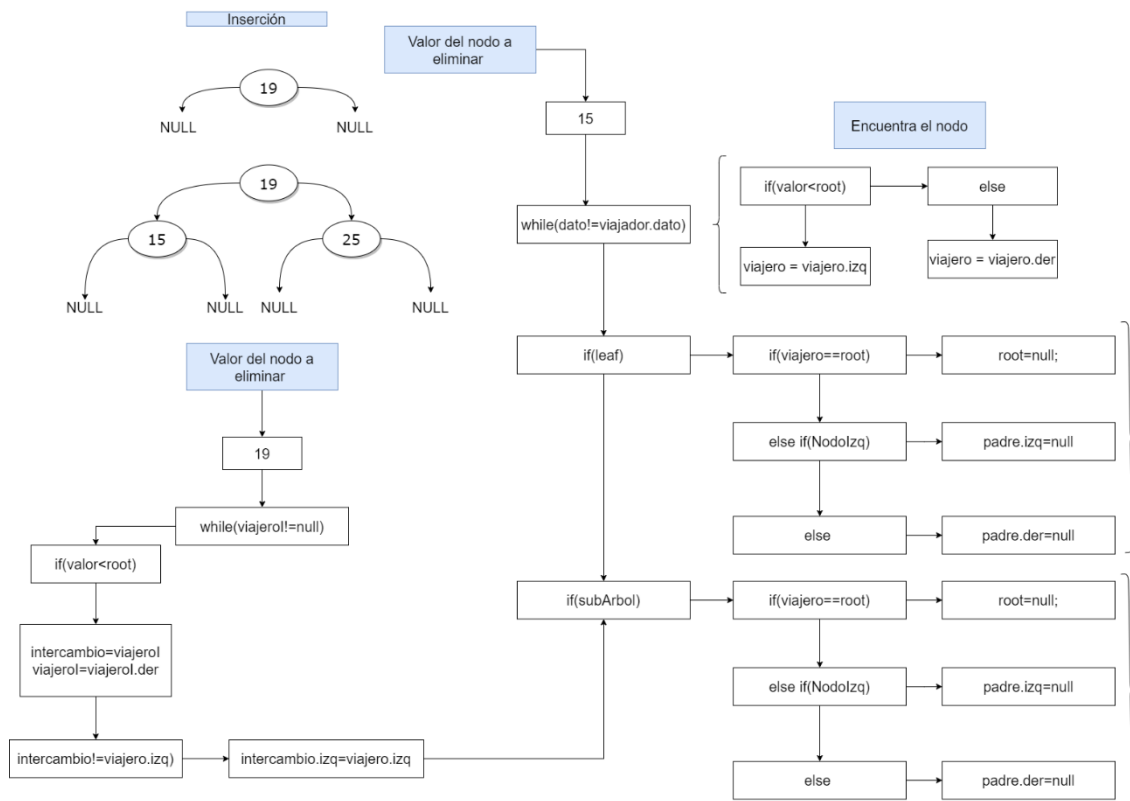 Inserción
19
NULL
NULL
19
15
25
NULL
NULL
NULL
NULL
Valor del nodo a
eliminar
19
while(viajeroI!=null)
if(valor<root)
intercambio=viajeroI
viajeroI=viajeroI.der
intercambio!=viajero.izq)
intercambio.izq=viajero.izq
Valor del nodo a
eliminar
15
while(dato!=viajador.dato)
Encuentra el nodo
if(valor<root)
else
viajero = viajero.izq
viajero = viajero.der
if(leaf)
if(viajero==root)
root=null;
else if(NodoIzq)
padre.izq=null
else
padre.der=null
if(subArbol)
if(viajero==root)
root=null;
else if(NodoIzq)
padre.izq=null
else
padre.der=null